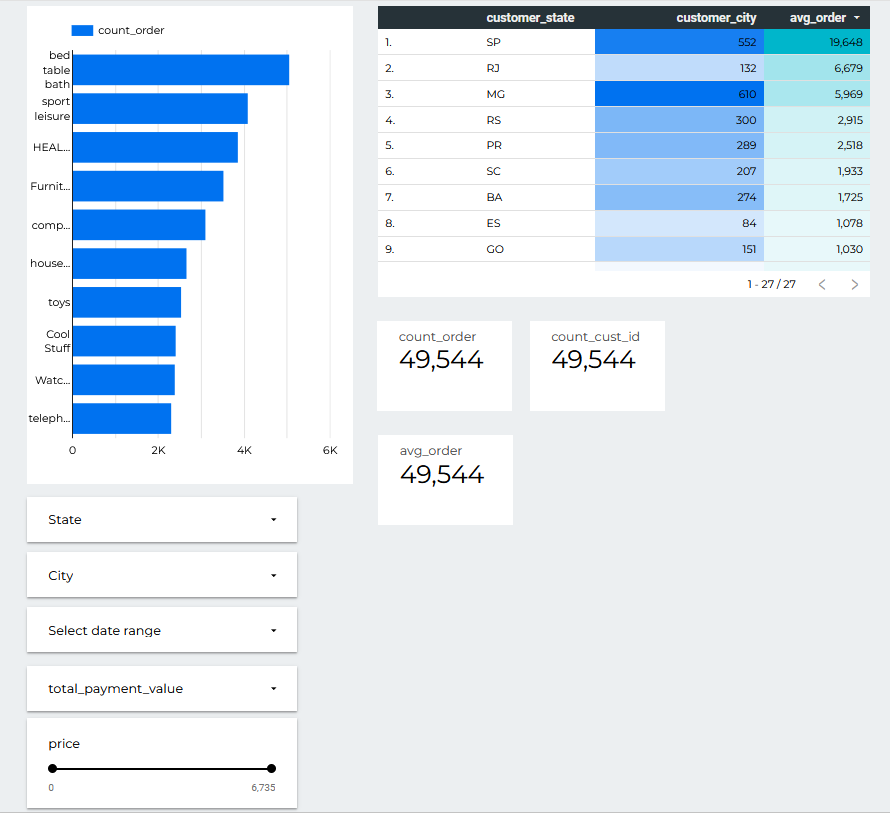 count_order
bed
table
bath
sport
leisure
HEAL...
Furnit...
comp...
house...
toys
Cool
Stuff
Watc...
teleph...
0 2K 4K 6K
customer_state customer_city avg_order
1. SP 552 19,648
2. RJ 132 6,679
3. MG 610 5,969
4. RS 300 2,915
5. PR 289 2,518
6. SC 207 1,933
7. BA 274 1,725
8. ES 84 1,078
9. GO 151 1,030
1 - 27 / 27
count_order
49,544
count_cust_id
49,544
avg_order
49,544
State
City
Select date range
total_payment_value
price
0 6,735